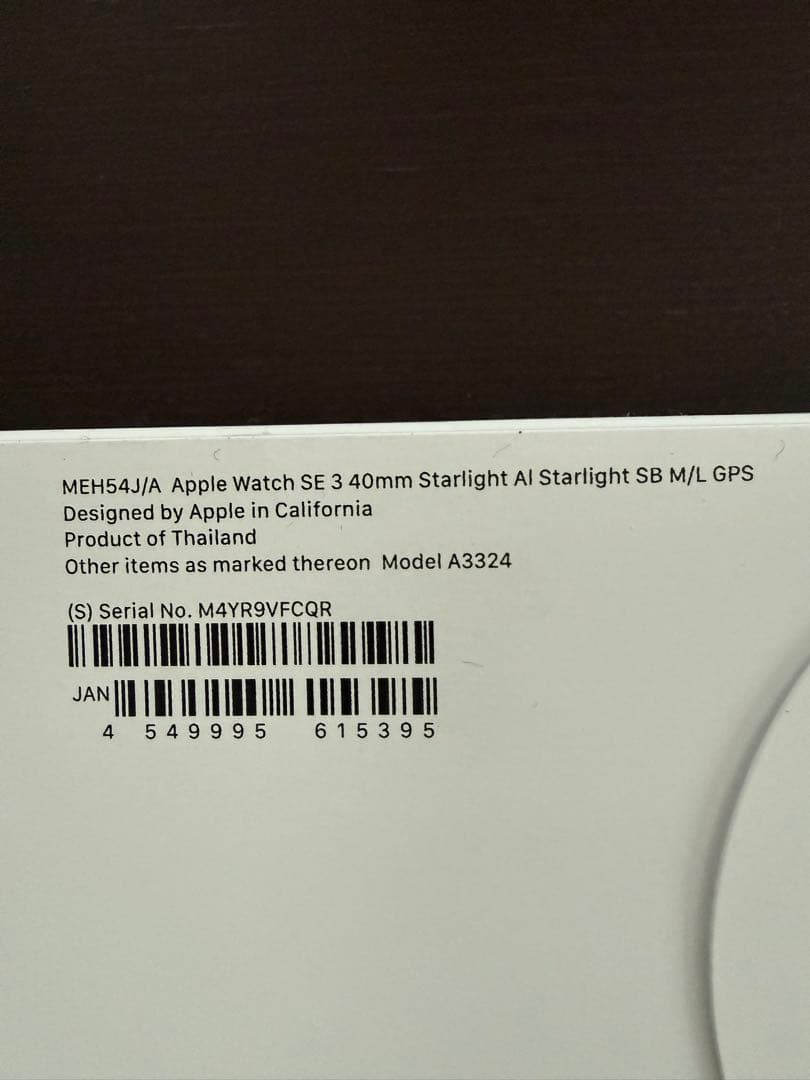 MEH54J/A Apple Watch SE 3 40mm Starlight Al Starlight SB M/L GPS
Designed by Apple in California
Product of Thailand
Other items as marked thereon Model A3324
(S) Serial No. M4YR9VFCQR
JAN
4 549995 615395